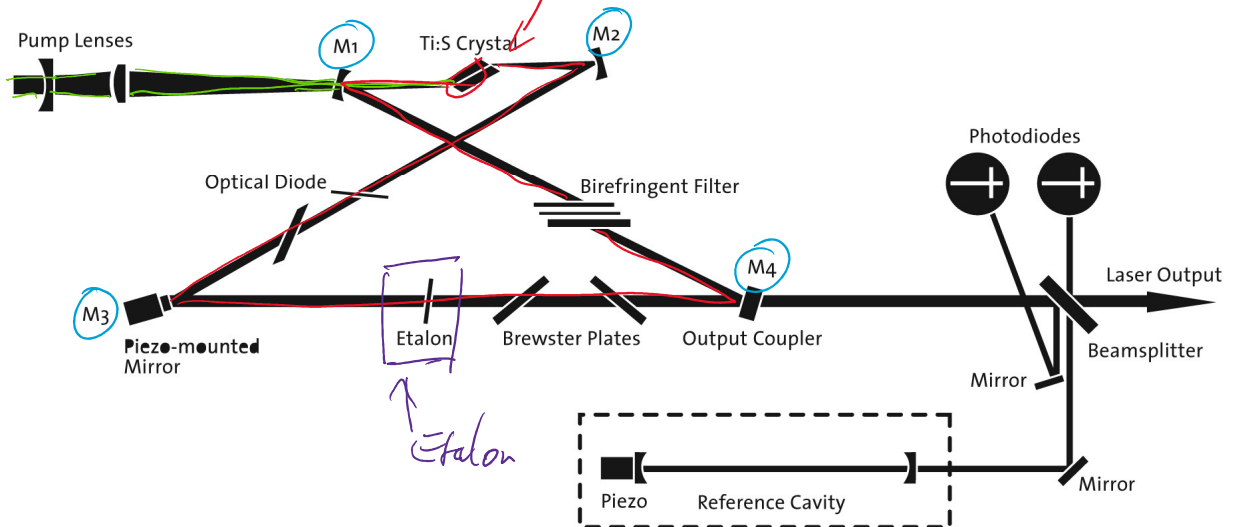 Pump Lenses
M1
Ti:S Crystal
M2
Photodiodes
Optical Diode
Birefringent Filter
M4
Laser Output
M3
Etalon
Brewster Plates
Output Coupler
Piezo-mounted
Mirror
Beamsplitter
Mirror
Etalon
Piezo
Reference Cavity
Mirror